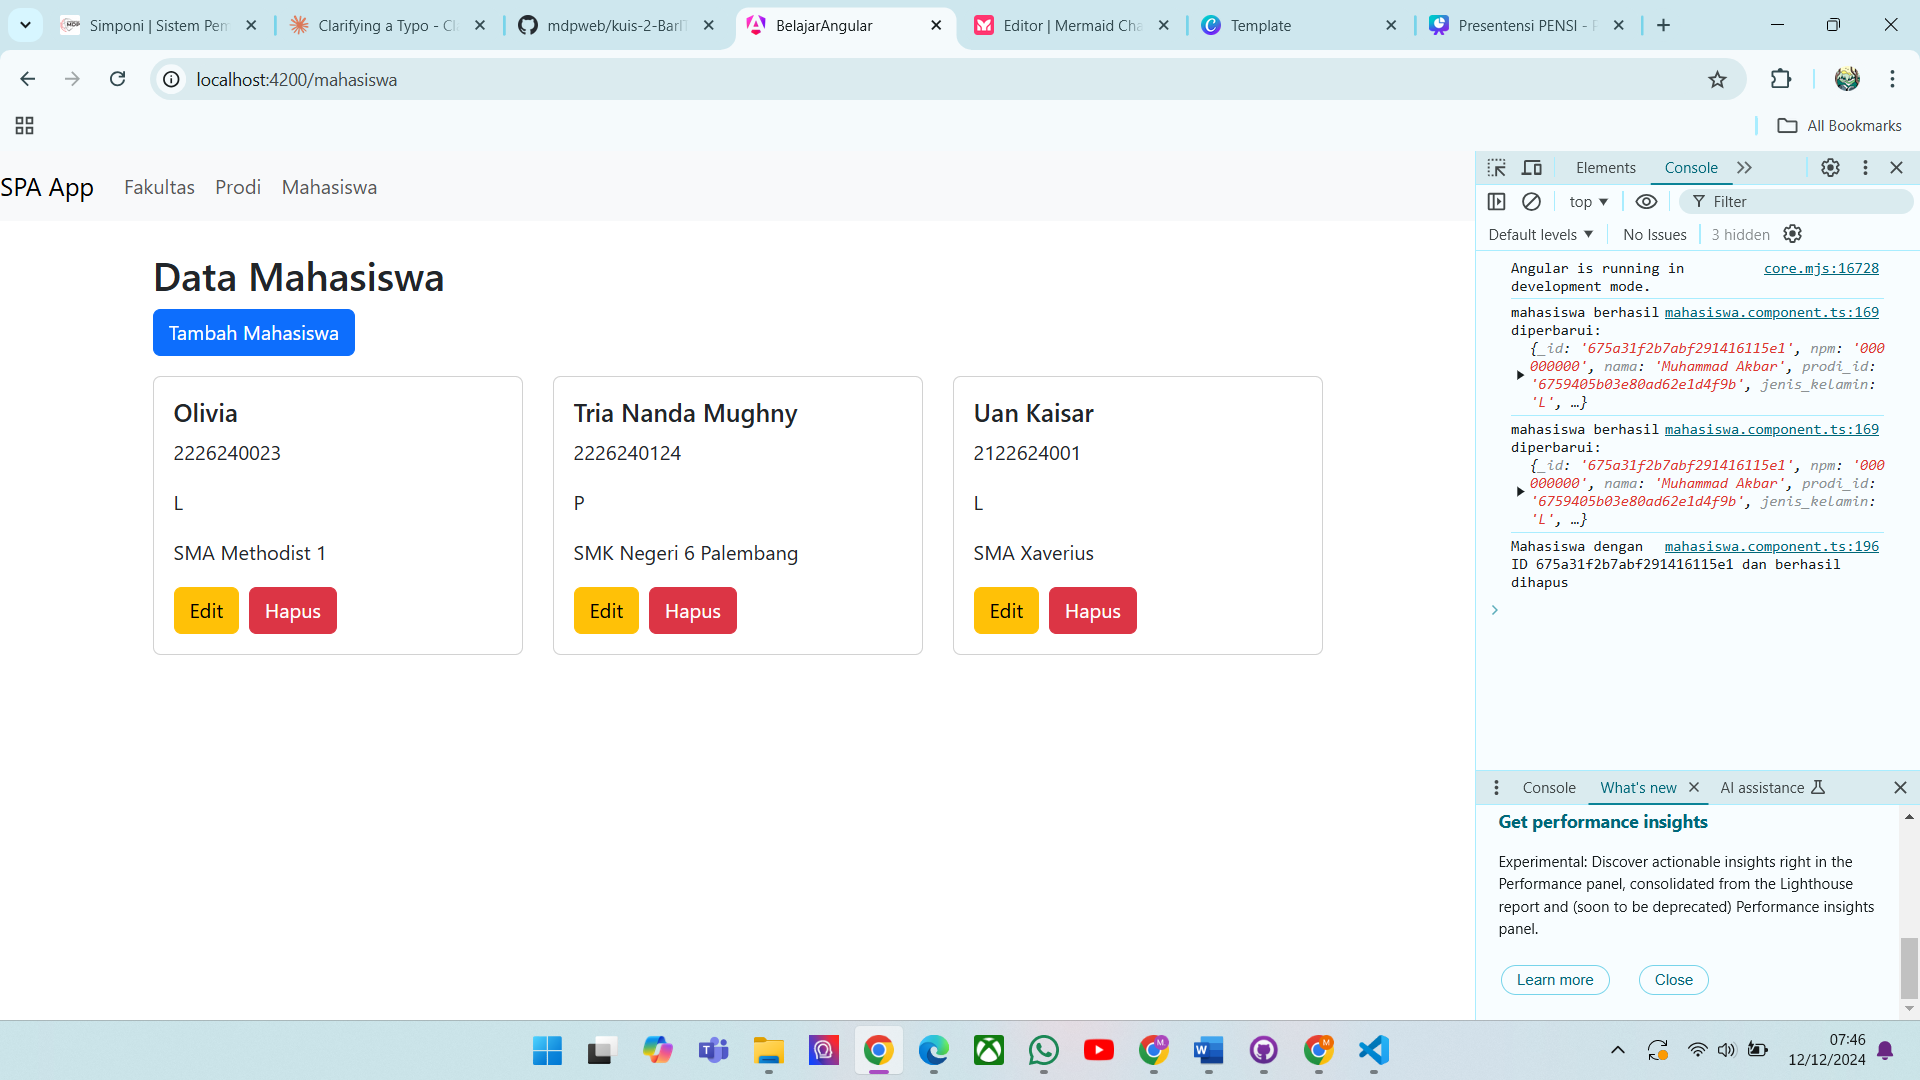 Simponi | Sistem Pem
Clarifying a Typo - Cl
mdpweb/kuis-2-BarIT
BelajarAngular
Editor | Mermaid Cha
Template
Presentensi PENSI - P
localhost:4200/mahasiswa
All Bookmarks
SPA App
Fakultas
Prodi
Mahasiswa
Data Mahasiswa
Tambah Mahasiswa
Olivia
2226240023
L
SMA Methodist 1
Edit
Hapus
Tria Nanda Mughny
2226240124
P
SMK Negeri 6 Palembang
Edit
Hapus
Uan Kaisar
2122624001
L
SMA Xaverius
Edit
Hapus
Elements
Console
top
Filter
Default levels
No Issues
3 hidden
Angular is running in core.mjs:16728
development mode.
mahasiswa berhasil mahasiswa.component.ts:169
diperbarui:
{_id: '675a31f2b7abf291416115e1', npm: '000
000000', nama: 'Muhammad Akbar', prodi_id:
'6759405b03e80ad62e1d4f9b', jenis_kelamin:
'L', …}
mahasiswa berhasil mahasiswa.component.ts:169
diperbarui:
{_id: '675a31f2b7abf291416115e1', npm: '000
000000', nama: 'Muhammad Akbar', prodi_id:
'6759405b03e80ad62e1d4f9b', jenis_kelamin:
'L', …}
Mahasiswa dengan mahasiswa.component.ts:196
ID 675a31f2b7abf291416115e1 dan berhasil
dihapus
Console
What's new
AI assistance
Get performance insights
Experimental: Discover actionable insights right in the
Performance panel, consolidated from the Lighthouse
report and (soon to be deprecated) Performance insights
panel.
Learn more
Close
07:46
12/12/2024